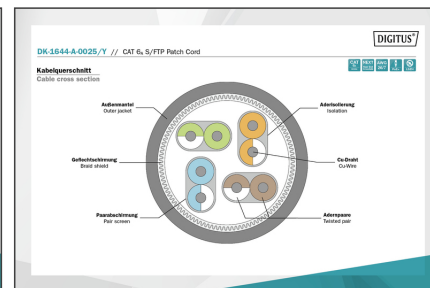 DIGITUS®
DK-1644-A-0025/Y // CAT 6A S/FTP Patch Cord
Kabelquerschnitt
Cable cross section
Außenmantel
Outer jacket
Aderisolierung
Isolation
Geflechtschirmung
Braid shield
Cu-Draht
Cu-Wire
Paarabschirmung
Pair screen
Adernpaare
Twisted pair